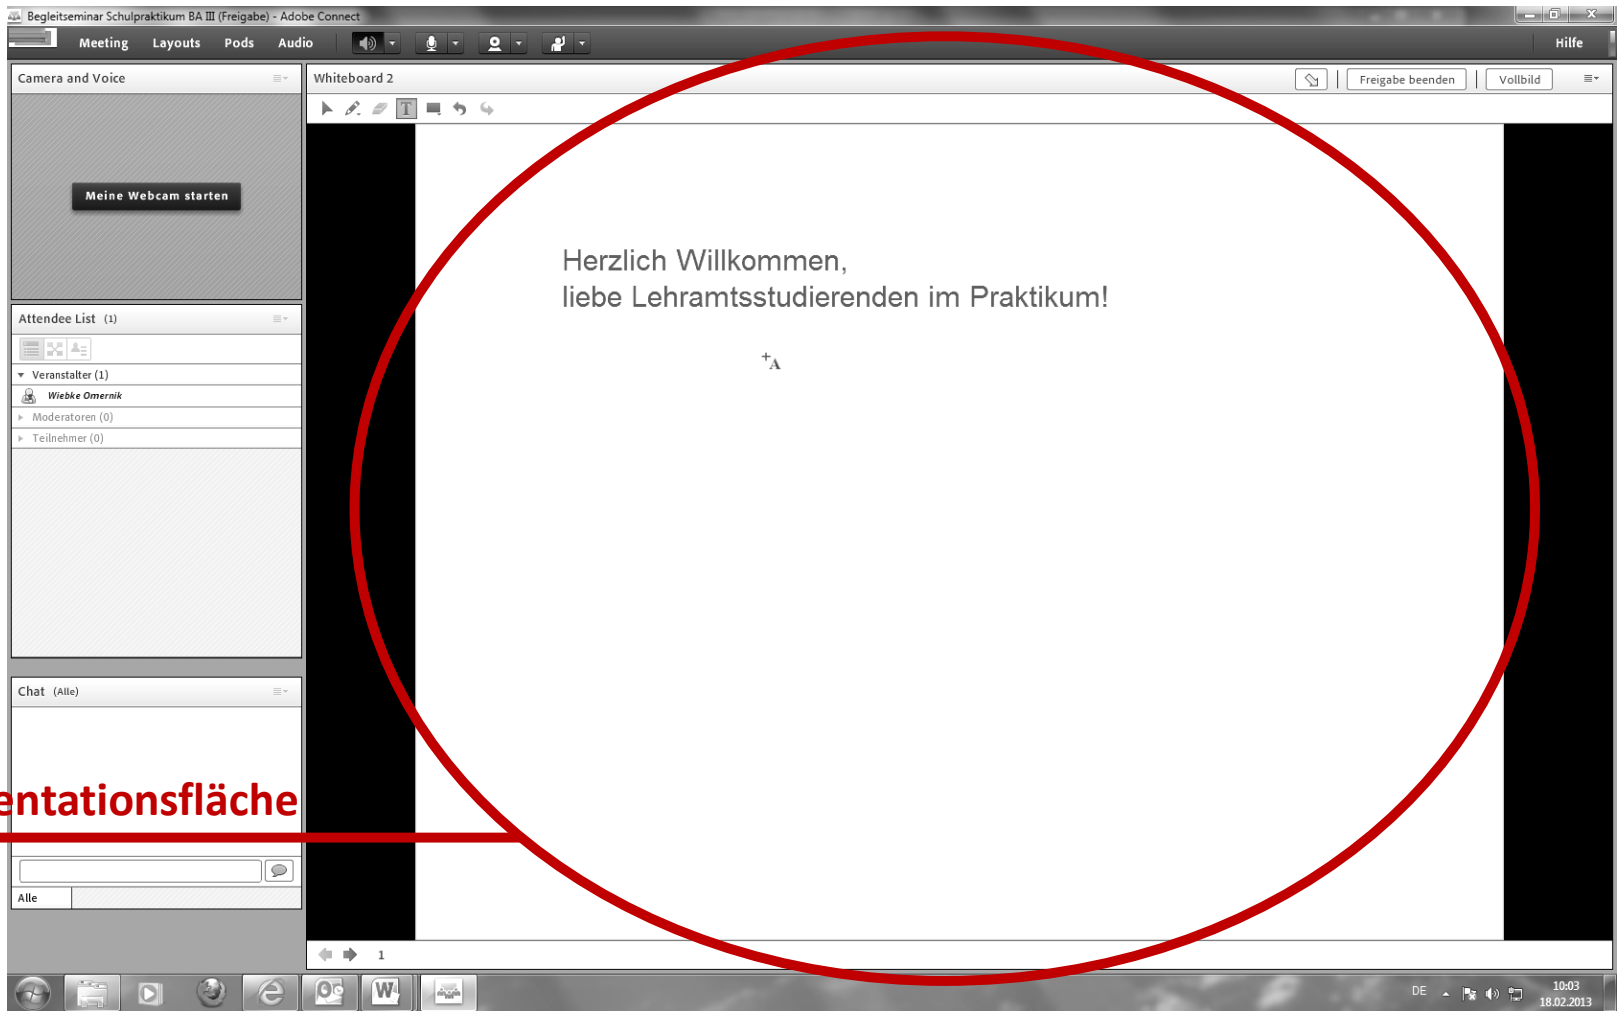 Begleitseminar Schulpraktikum BA III (Freigabe) - Adobe Connect
Meeting Layouts Pods Audio
Hilfe
Camera and Voice
Meine Webcam starten
Attendee List (1)
Veranstalter (1)
Wiebke Omernik
Moderatoren (0)
Teilnehmer (0)
Chat (Alle)
entationsfläche
Alle
Whiteboard 2
Freigabe beenden
Vollbild
T
Herzlich Willkommen,
liebe Lehramtsstudierenden im Praktikum!
A
1
DE
10:03
18.02.2013